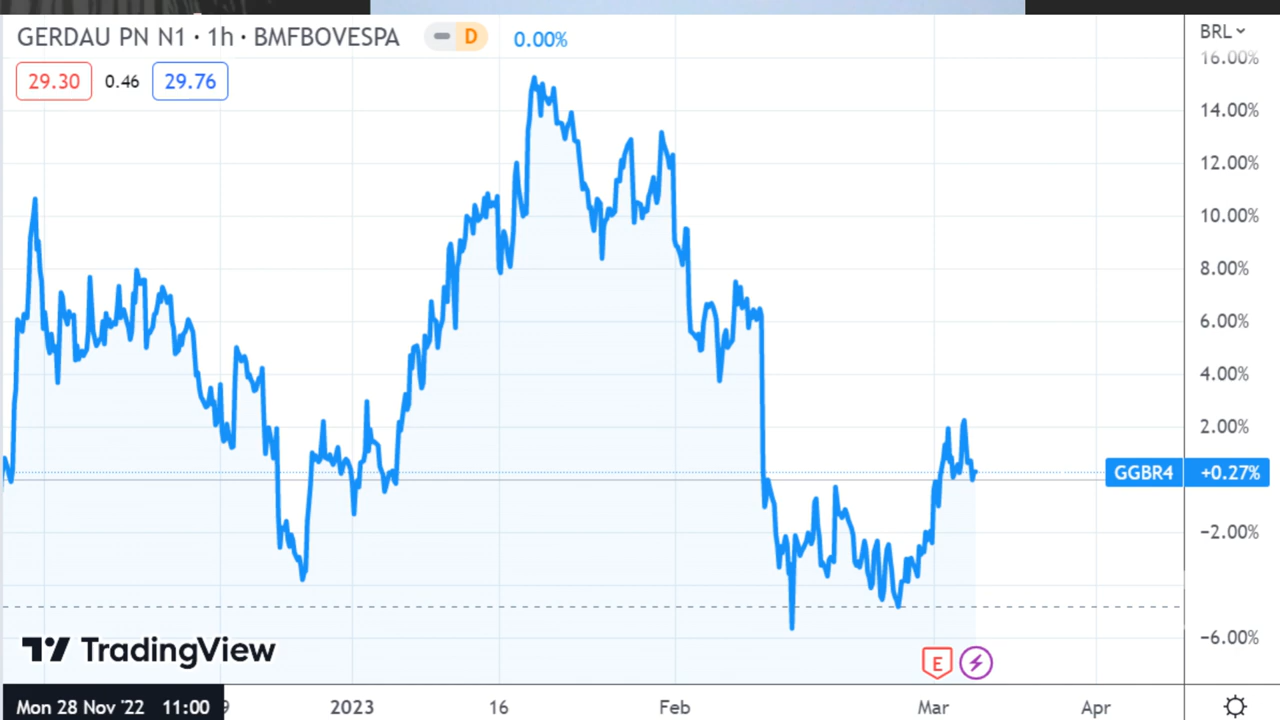 GERDAU PN N1 · 1h · BMFBOVESPA
D
0.00%
BRL
29.30
0.46
29.76
16.00%
14.00%
12.00%
10.00%
8.00%
6.00%
4.00%
2.00%
GGBR4
+0.27%
−2.00%
−6.00%
TradingView
E
Mon 28 Nov '22 11:00
9
2023
16
Feb
Mar
Apr